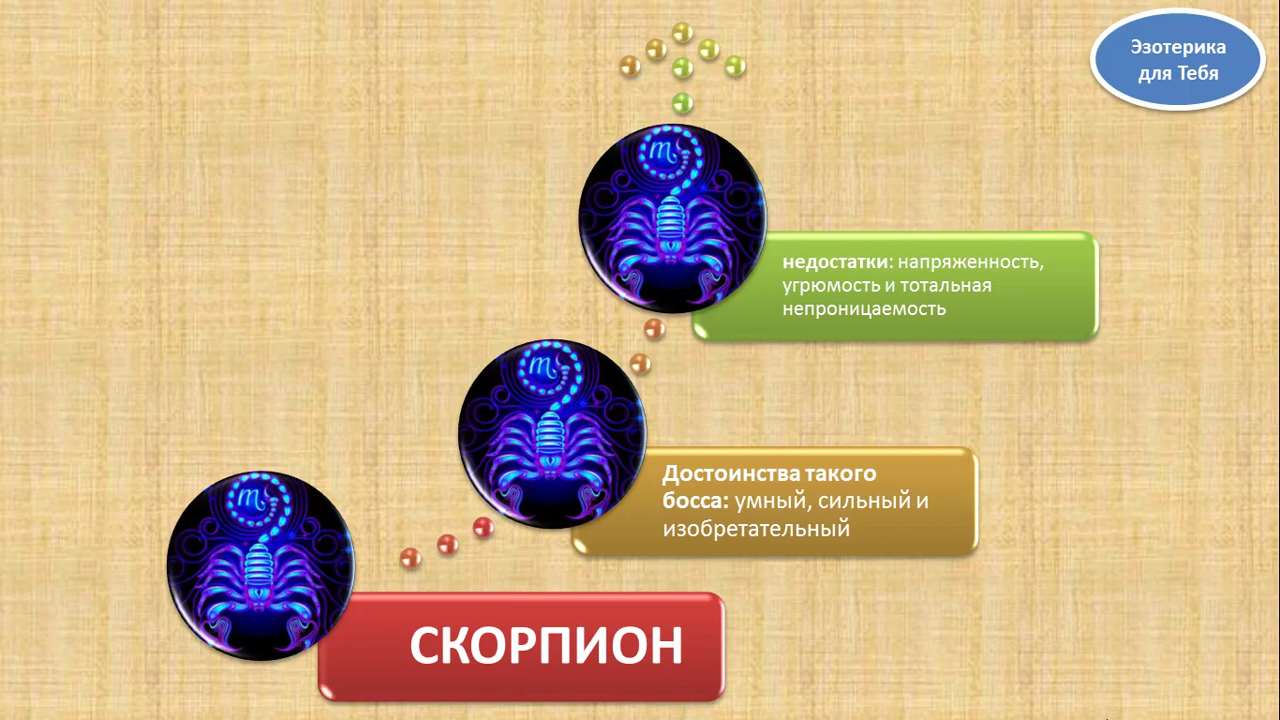 Эзотерика
для Тебя
недостатки: напряженность,
угрюмость и тотальная
непроницаемость
Достоинства такого
босса: умный, сильный и
изобретательный
СКОРПИОН